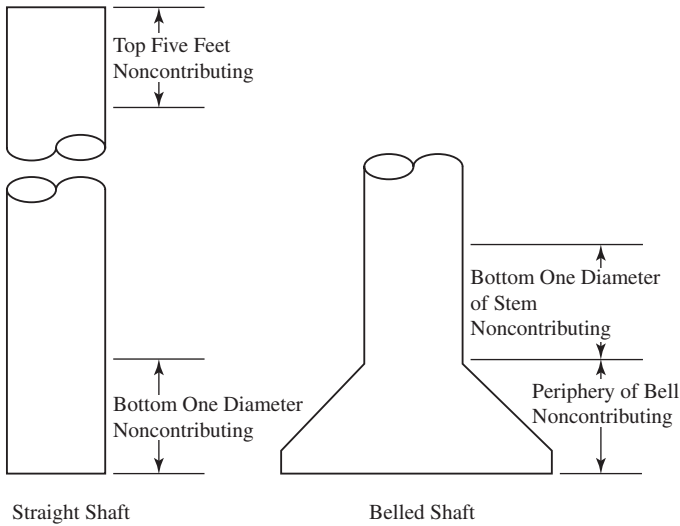 Top Five Feet
Noncontributing
Bottom One Diameter
of Stem
Noncontributing
Bottom One Diameter
Noncontributing
Periphery of Bell
Noncontributing
Straight Shaft
Belled Shaft